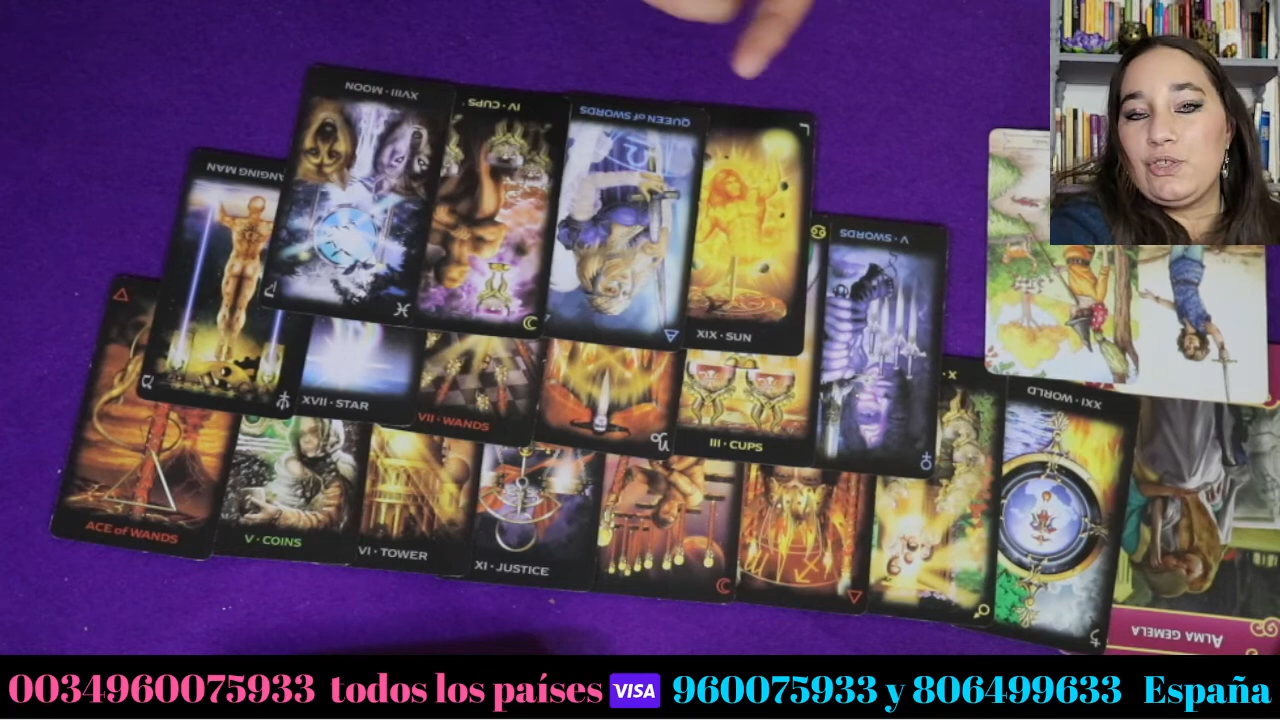 XVIII · MOON
IV · CUPS
QUEEN of SWORDS
XIX · SUN
V · SWORDS
ANGING MAN
XVII · STAR
VII · WANDS
III · CUPS
X ·
XXI · WORLD
ACE of WANDS
V · COINS
VI · TOWER
XI · JUSTICE
ALMA GEMELA
0034960075933 todos los países VISA 960075933 y 806499633 España